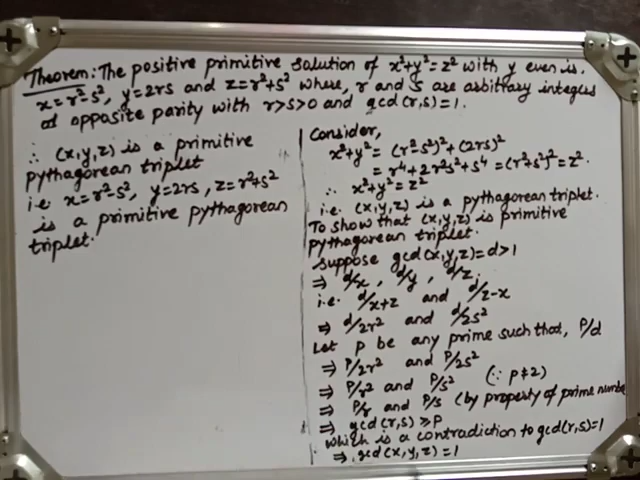 Theorem: The positive primitive solution of x²+y²=z² with y even is.
x=r²-s², y=2rs and z=r²+s² where, r and s are arbittrary integers
of opposite parity with r>s>0 and gcd(r,s)=1.
∴ (x,y,z) is a primitive
pythagorean triplet
i.e x=r²-s², y=2rs, z=r²+s²
is a primitive pythagorean
triplet.
Consider,
x²+y² = (r²-s²)²+(2rs)²
= r⁴+2r²s²+s⁴ =(r²+s²)²=z².
∴ x²+y²=z²
i.e. (x,y,z) is a pythagorean triplet.
To show that (x,y,z) is primitive
pythagorean triplet.
suppose gcd(x,y,z)=d>1
⇒ d/x, d/y, d/z.
i.e. d/x+z and d/z-x
⇒ d/2r² and d/2s²
Let p be any prime such that, P/d
⇒ P/2r² and P/2s²
⇒ P/r² and P/s² (∵ p≠2)
⇒ P/r and P/s (by property of prime number
⇒ gcd(r,s) ≥ P
which is a contradiction to gcd(r,s)=1
⇒ gcd(x,y,z)=1